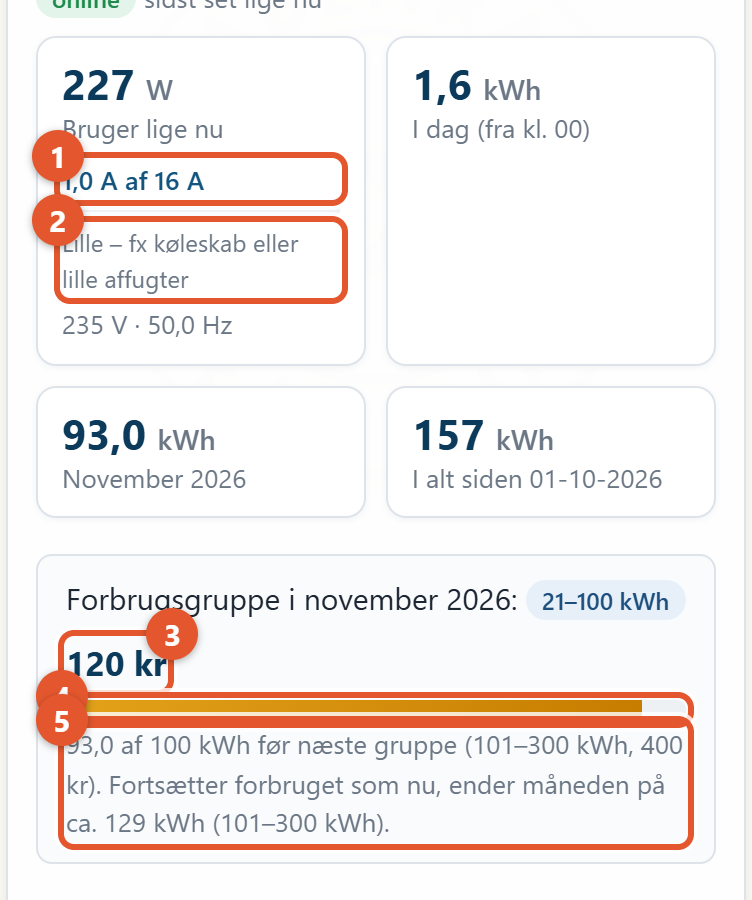 online sidst set lige nu
227 W
Bruger lige nu
1
1,0 A af 16 A
2
Lille – fx køleskab eller
lille affugter
235 V · 50,0 Hz
1,6 kWh
I dag (fra kl. 00)
93,0 kWh
November 2026
157 kWh
I alt siden 01-10-2026
Forbrugsgruppe i november 2026: 21–100 kWh
3
120 kr
4
5
93,0 af 100 kWh før næste gruppe (101–300 kWh, 400
kr). Fortsætter forbruget som nu, ender måneden på
ca. 129 kWh (101–300 kWh).